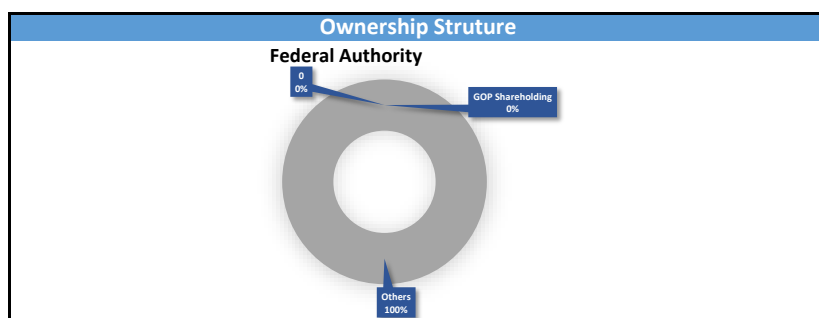 Ownership Struture
Federal Authority
0
0%
GOP Shareholding
0%
Others
100%